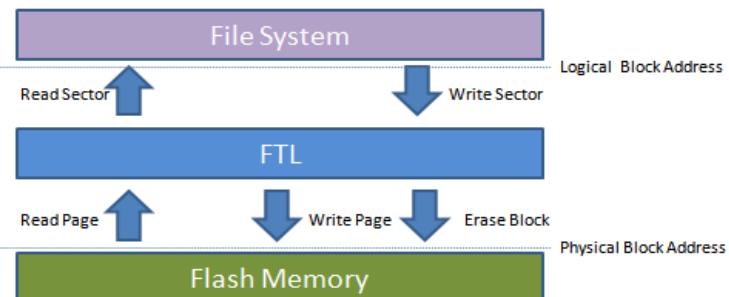 File System
Logical Block Address
Read Sector
Write Sector
FTL
Read Page
Write Page
Erase Block
Physical Block Address
Flash Memory